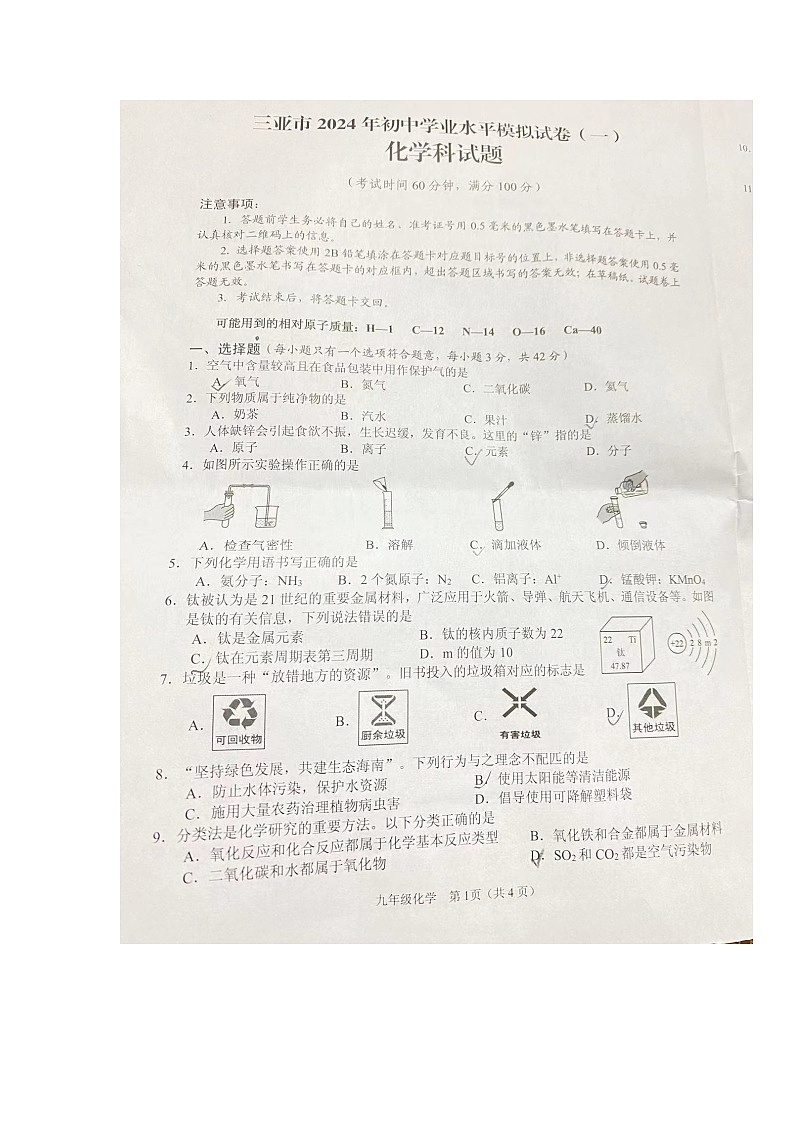 三亚市 2024 年初中学业水平模拟试卷（一）
化学科试题
10.
（考试时间 60 分钟，满分 100 分）
11
注意事项：
1. 答题前学生务必将自己的姓名、准考证号用 0.5 毫米的黑色墨水笔填写在答题卡上，并
认真核对二维码上的信息。
2. 选择题答案使用 2B 铅笔填涂在答题卡对应题目标号的位置上，非选择题答案使用 0.5 毫
米的黑色墨水笔书写在答题卡的对应框内，超出答题区域书写的答案无效；在草稿纸、试题卷上
答题无效。
3. 考试结束后，将答题卡交回。
可能用到的相对原子质量：H—1 C—12 N—14 O—16 Ca—40
一、选择题（每小题只有一个选项符合题意，每小题 3 分，共 42 分）
1．空气中含量较高且在食品包装中用作保护气的是
A．氧气 B．氮气 C．二氧化碳 D．氦气
2．下列物质属于纯净物的是
A．奶茶 B．汽水 C．果汁 D．蒸馏水
3．人体缺锌会引起食欲不振，生长迟缓，发育不良。这里的“锌”指的是
A．原子 B．离子 C．元素 D．分子
4．如图所示实验操作正确的是
A．检查气密性 B．溶解 C．滴加液体 D．倾倒液体
5．下列化学用语书写正确的是
A．氨分子：NH₃ B．2 个氮原子：N₂ C．铝离子：Al⁺ D．锰酸钾：KMnO₄
6．钛被认为是 21 世纪的重要金属材料，广泛应用于火箭、导弹、航天飞机、通信设备等。如图
是钛的有关信息，下列说法错误的是
A．钛是金属元素 B．钛的核内质子数为 22
C．钛在元素周期表第三周期 D．m 的值为 10
22 Ti
钛
47.87
+22 2 8 m 2
7．垃圾是一种“放错地方的资源”。旧书投入的垃圾箱对应的标志是
A． B． C． D．
可回收物 厨余垃圾 有害垃圾 其他垃圾
8．“坚持绿色发展，共建生态海南”。下列行为与之理念不配匹的是
A．防止水体污染，保护水资源 B．使用太阳能等清洁能源
C．施用大量农药治理植物病虫害 D．倡导使用可降解塑料袋
9．分类法是化学研究的重要方法。以下分类正确的是
A．氧化反应和化合反应都属于化学基本反应类型 B．氧化铁和合金都属于金属材料
C．二氧化碳和水都属于氧化物 D．SO₂ 和 CO₂ 都是空气污染物
九年级化学 第 1页（共 4 页）